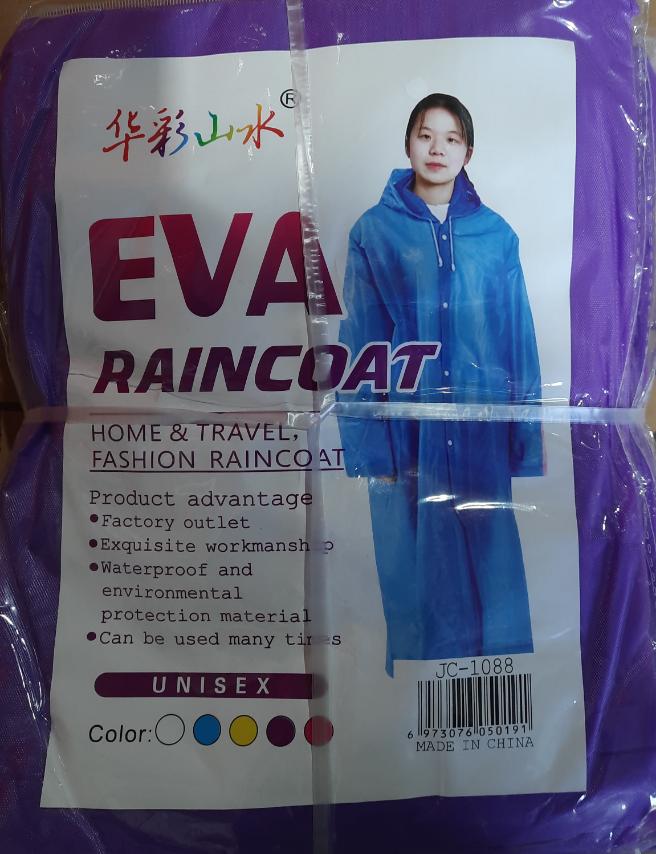 华彩山水®
EVA
RAINCOAT
HOME & TRAVEL,
FASHION RAINCOAT
Product advantage
•Factory outlet
•Exquisite workmanship
•Waterproof and
environmental
protection material
•Can be used many times
UNISEX
Color:
JC-1088
6 973076 050191
MADE IN CHINA